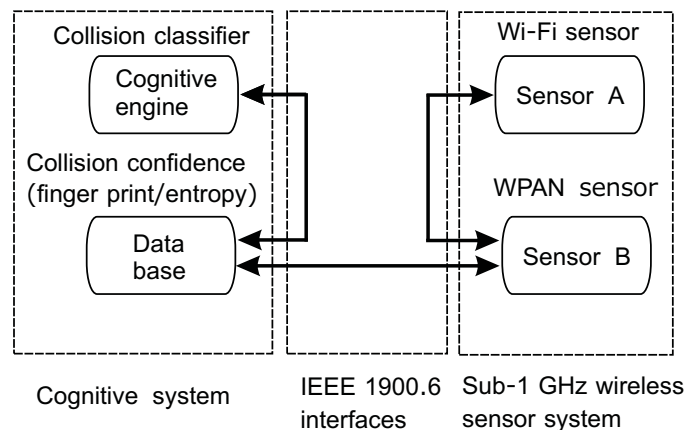 Collision classifier
Cognitive
engine
Collision confidence
(finger print/entropy)
Data
base
Cognitive system
IEEE 1900.6
interfaces
Wi-Fi sensor
Sensor A
WPAN sensor
Sensor B
Sub-1 GHz wireless
sensor system